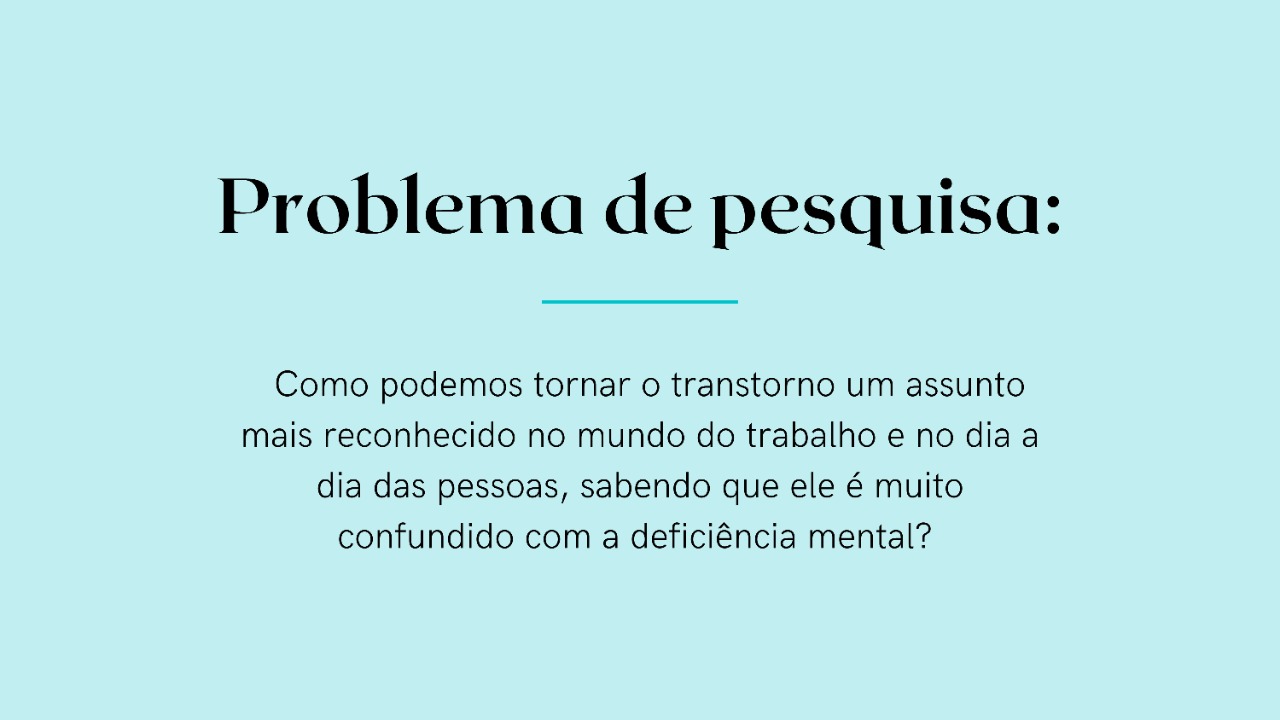 Problema de pesquisa:
Como podemos tornar o transtorno um assunto
mais reconhecido no mundo do trabalho e no dia a
dia das pessoas, sabendo que ele é muito
confundido com a deficiência mental?